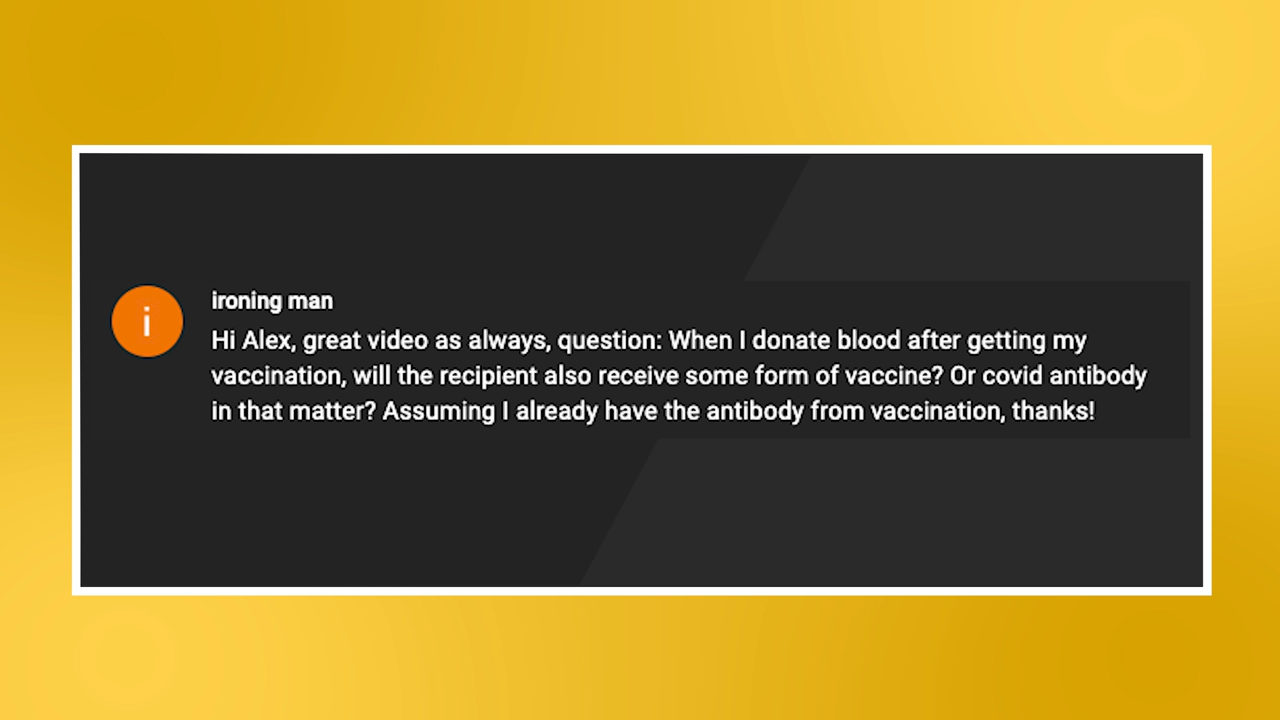 i
ironing man
Hi Alex, great video as always, question: When I donate blood after getting my
vaccination, will the recipient also receive some form of vaccine? Or covid antibody
in that matter? Assuming I already have the antibody from vaccination, thanks!